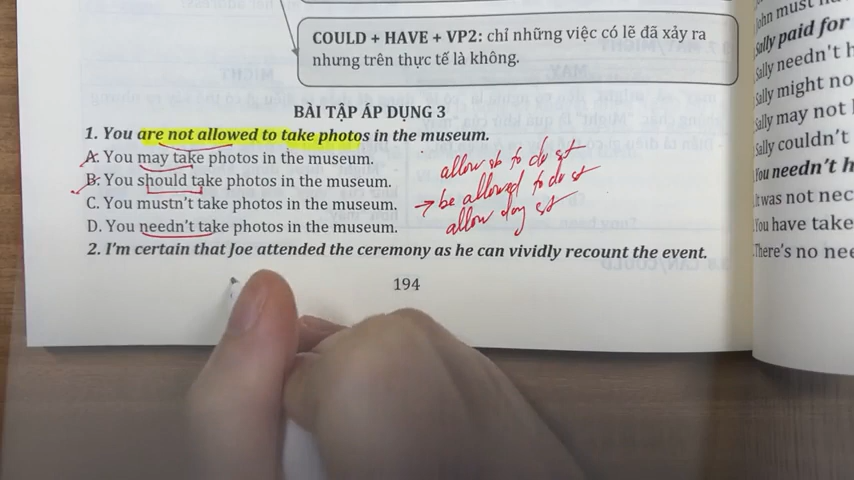 COULD + HAVE + VP2: chỉ những việc có lẽ đã xảy ra
nhưng trên thực tế là không.
BÀI TẬP ÁP DỤNG 3
1. You are not allowed to take photos in the museum.
A. You may take photos in the museum.
B. You should take photos in the museum.
C. You mustn't take photos in the museum.
D. You needn't take photos in the museum.
allow sb to do st
→ be allowed to do st
allow doing st
2. I'm certain that Joe attended the ceremony as he can vividly recount the event.
194
John must
Sally paid for
Sally needn't h
Sally might no
Sally may not
Sally couldn't
You needn't h
It was not nec
You have take
There's no nee